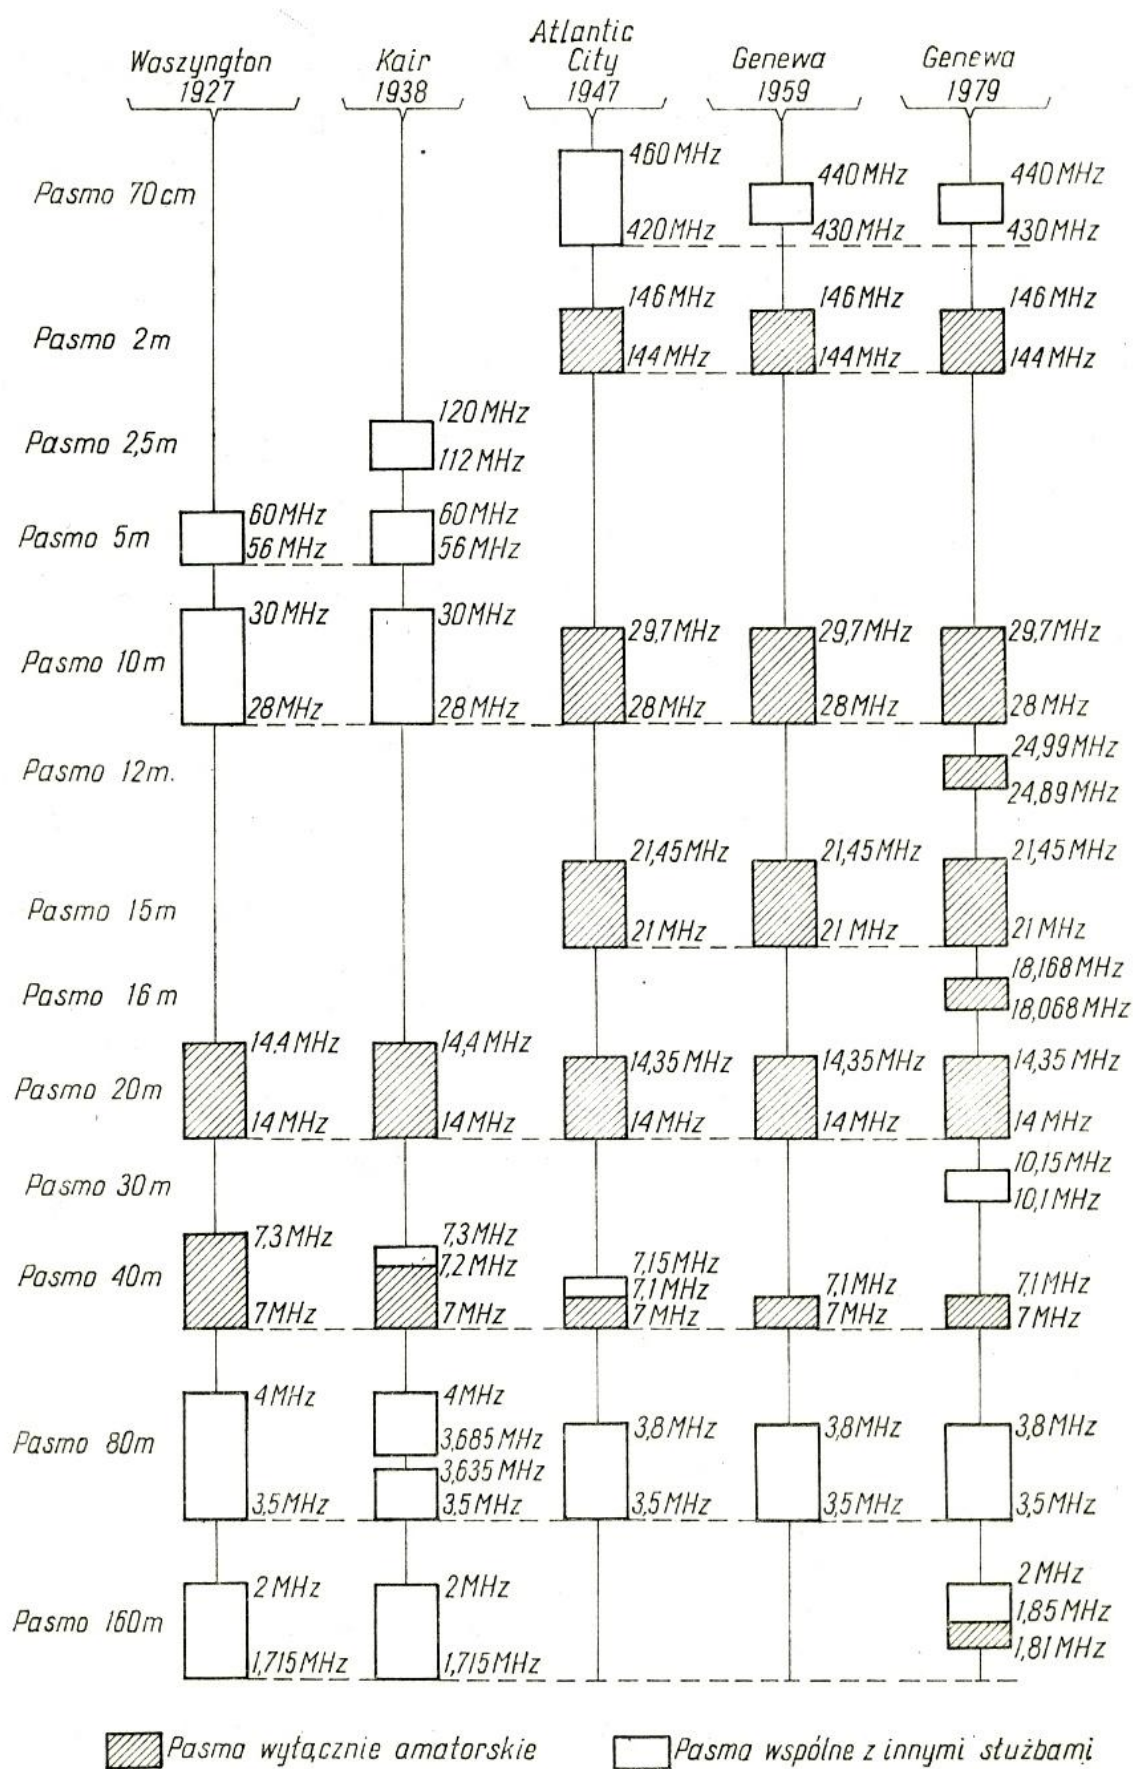 Waszyngton
1927
Kair
1938
Atlantic
City
1947
Genewa
1959
Genewa
1979
Pasmo 70cm
460 MHz
420 MHz
440 MHz
430 MHz
440 MHz
430 MHz
Pasmo 2m
146 MHz
144 MHz
146 MHz
144 MHz
146 MHz
144 MHz
Pasmo 2,5m
120 MHz
112 MHz
Pasmo 5m
60 MHz
56 MHz
60 MHz
56 MHz
Pasmo 10m
30 MHz
28 MHz
30 MHz
28 MHz
29,7 MHz
28 MHz
29,7 MHz
28 MHz
29,7 MHz
28 MHz
Pasmo 12m.
24,99 MHz
24,89 MHz
Pasmo 15m
21,45 MHz
21 MHz
21,45 MHz
21 MHz
21,45 MHz
21 MHz
Pasmo 16m
18,168 MHz
18,068 MHz
Pasmo 20m
14,4 MHz
14 MHz
14,4 MHz
14 MHz
14,35 MHz
14 MHz
14,35 MHz
14 MHz
14,35 MHz
14 MHz
Pasmo 30m
10,15 MHz
10,1 MHz
Pasmo 40m
7,3 MHz
7 MHz
7,3 MHz
7,2 MHz
7 MHz
7,15 MHz
7,1 MHz
7 MHz
7,1 MHz
7 MHz
7,1 MHz
7 MHz
Pasmo 80m
4 MHz
3,5 MHz
4 MHz
3,685 MHz
3,635 MHz
3,5 MHz
3,8 MHz
3,5 MHz
3,8 MHz
3,5 MHz
3,8 MHz
3,5 MHz
Pasmo 160m
2 MHz
1,715 MHz
2 MHz
1,715 MHz
2 MHz
1,85 MHz
1,81 MHz
Pasma wyłącznie amatorskie
Pasma wspólne z innymi służbami